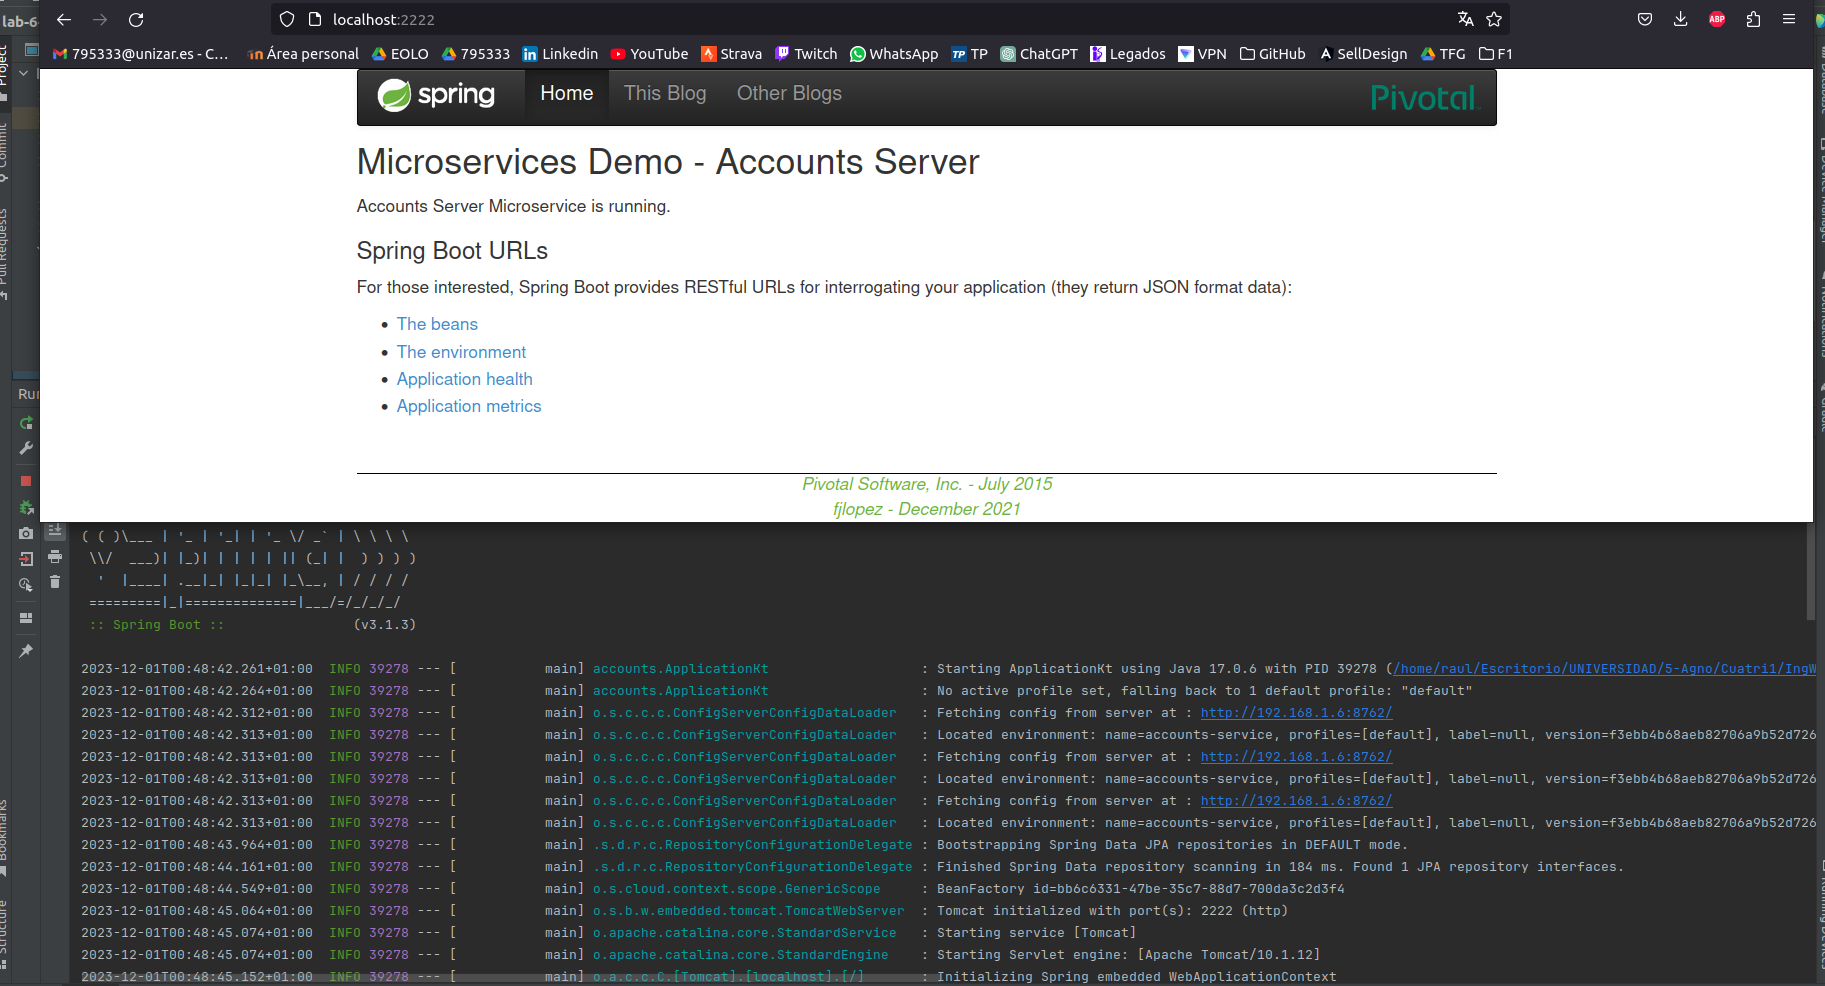 lab-6
localhost:2222
ABP
795333@unizar.es - C… Área personal EOLO 795333 Linkedin YouTube Strava Twitch WhatsApp TP TP ChatGPT Legados VPN GitHub SellDesign TFG F1
Project
Commit
Pull Requests
Bookmarks
Structure
spring Home This Blog Other Blogs Pivotal
Microservices Demo - Accounts Server
Accounts Server Microservice is running.
Spring Boot URLs
For those interested, Spring Boot provides RESTful URLs for interrogating your application (they return JSON format data):
• The beans
• The environment
• Application health
• Application metrics
Pivotal Software, Inc. - July 2015
fjlopez - December 2021
Run
( ( )\___ | '_ | '_| | '_ \/ _` | \ \ \ \
\\/  ___)| |_)| | | | | || (_| |  ) ) ) )
'  |____| .__|_| |_|_| |_\__, | / / / /
=========|_|==============|___/=/_/_/_/
:: Spring Boot :: (v3.1.3)
2023-12-01T00:48:42.261+01:00 INFO 39278 --- [ main] accounts.ApplicationKt : Starting ApplicationKt using Java 17.0.6 with PID 39278 (/home/raul/Escritorio/UNIVERSIDAD/5-Agno/Cuatri1/IngW
2023-12-01T00:48:42.264+01:00 INFO 39278 --- [ main] accounts.ApplicationKt : No active profile set, falling back to 1 default profile: "default"
2023-12-01T00:48:42.312+01:00 INFO 39278 --- [ main] o.s.c.c.c.ConfigServerConfigDataLoader : Fetching config from server at : http://192.168.1.6:8762/
2023-12-01T00:48:42.313+01:00 INFO 39278 --- [ main] o.s.c.c.c.ConfigServerConfigDataLoader : Located environment: name=accounts-service, profiles=[default], label=null, version=f3ebb4b68aeb82706a9b52d726
2023-12-01T00:48:42.313+01:00 INFO 39278 --- [ main] o.s.c.c.c.ConfigServerConfigDataLoader : Fetching config from server at : http://192.168.1.6:8762/
2023-12-01T00:48:42.313+01:00 INFO 39278 --- [ main] o.s.c.c.c.ConfigServerConfigDataLoader : Located environment: name=accounts-service, profiles=[default], label=null, version=f3ebb4b68aeb82706a9b52d726
2023-12-01T00:48:42.313+01:00 INFO 39278 --- [ main] o.s.c.c.c.ConfigServerConfigDataLoader : Fetching config from server at : http://192.168.1.6:8762/
2023-12-01T00:48:42.313+01:00 INFO 39278 --- [ main] o.s.c.c.c.ConfigServerConfigDataLoader : Located environment: name=accounts-service, profiles=[default], label=null, version=f3ebb4b68aeb82706a9b52d726
2023-12-01T00:48:43.964+01:00 INFO 39278 --- [ main] .s.d.r.c.RepositoryConfigurationDelegate : Bootstrapping Spring Data JPA repositories in DEFAULT mode.
2023-12-01T00:48:44.161+01:00 INFO 39278 --- [ main] .s.d.r.c.RepositoryConfigurationDelegate : Finished Spring Data repository scanning in 184 ms. Found 1 JPA repository interfaces.
2023-12-01T00:48:44.549+01:00 INFO 39278 --- [ main] o.s.cloud.context.scope.GenericScope : BeanFactory id=bb6c6331-47be-35c7-88d7-700da3c2d3f4
2023-12-01T00:48:45.064+01:00 INFO 39278 --- [ main] o.s.b.w.embedded.tomcat.TomcatWebServer : Tomcat initialized with port(s): 2222 (http)
2023-12-01T00:48:45.074+01:00 INFO 39278 --- [ main] o.apache.catalina.core.StandardService : Starting service [Tomcat]
2023-12-01T00:48:45.074+01:00 INFO 39278 --- [ main] o.apache.catalina.core.StandardEngine : Starting Servlet engine: [Apache Tomcat/10.1.12]
2023-12-01T00:48:45.152+01:00 INFO 39278 --- [ main] o.a.c.c.C.[Tomcat].[localhost].[/] : Initializing Spring embedded WebApplicationContext